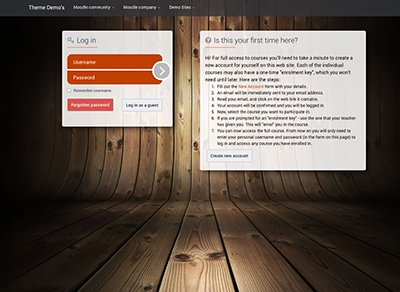 Theme Demo's Moodle community Moodle company Demo Sites
Log in
Username
Password
Remember username
Forgotten password
Log in as a guest
Is this your first time here?
Hi! For full access to courses you'll need to take a minute to create a
new account for yourself on this web site. Each of the individual
courses may also have a one-time "enrolment key", which you won't
need until later. Here are the steps:
1. Fill out the New Account form with your details.
2. An email will be immediately sent to your email address.
3. Read your email, and click on the web link it contains.
4. Your account will be confirmed and you will be logged in.
5. Now, select the course you want to participate in.
6. If you are prompted for an "enrolment key" - use the one that your teacher
has given you. This will "enrol" you in the course.
7. You can now access the full course. From now on you will only need to
enter your personal username and password (in the form on this page) to
log in and access any course you have enrolled in.
Create new account